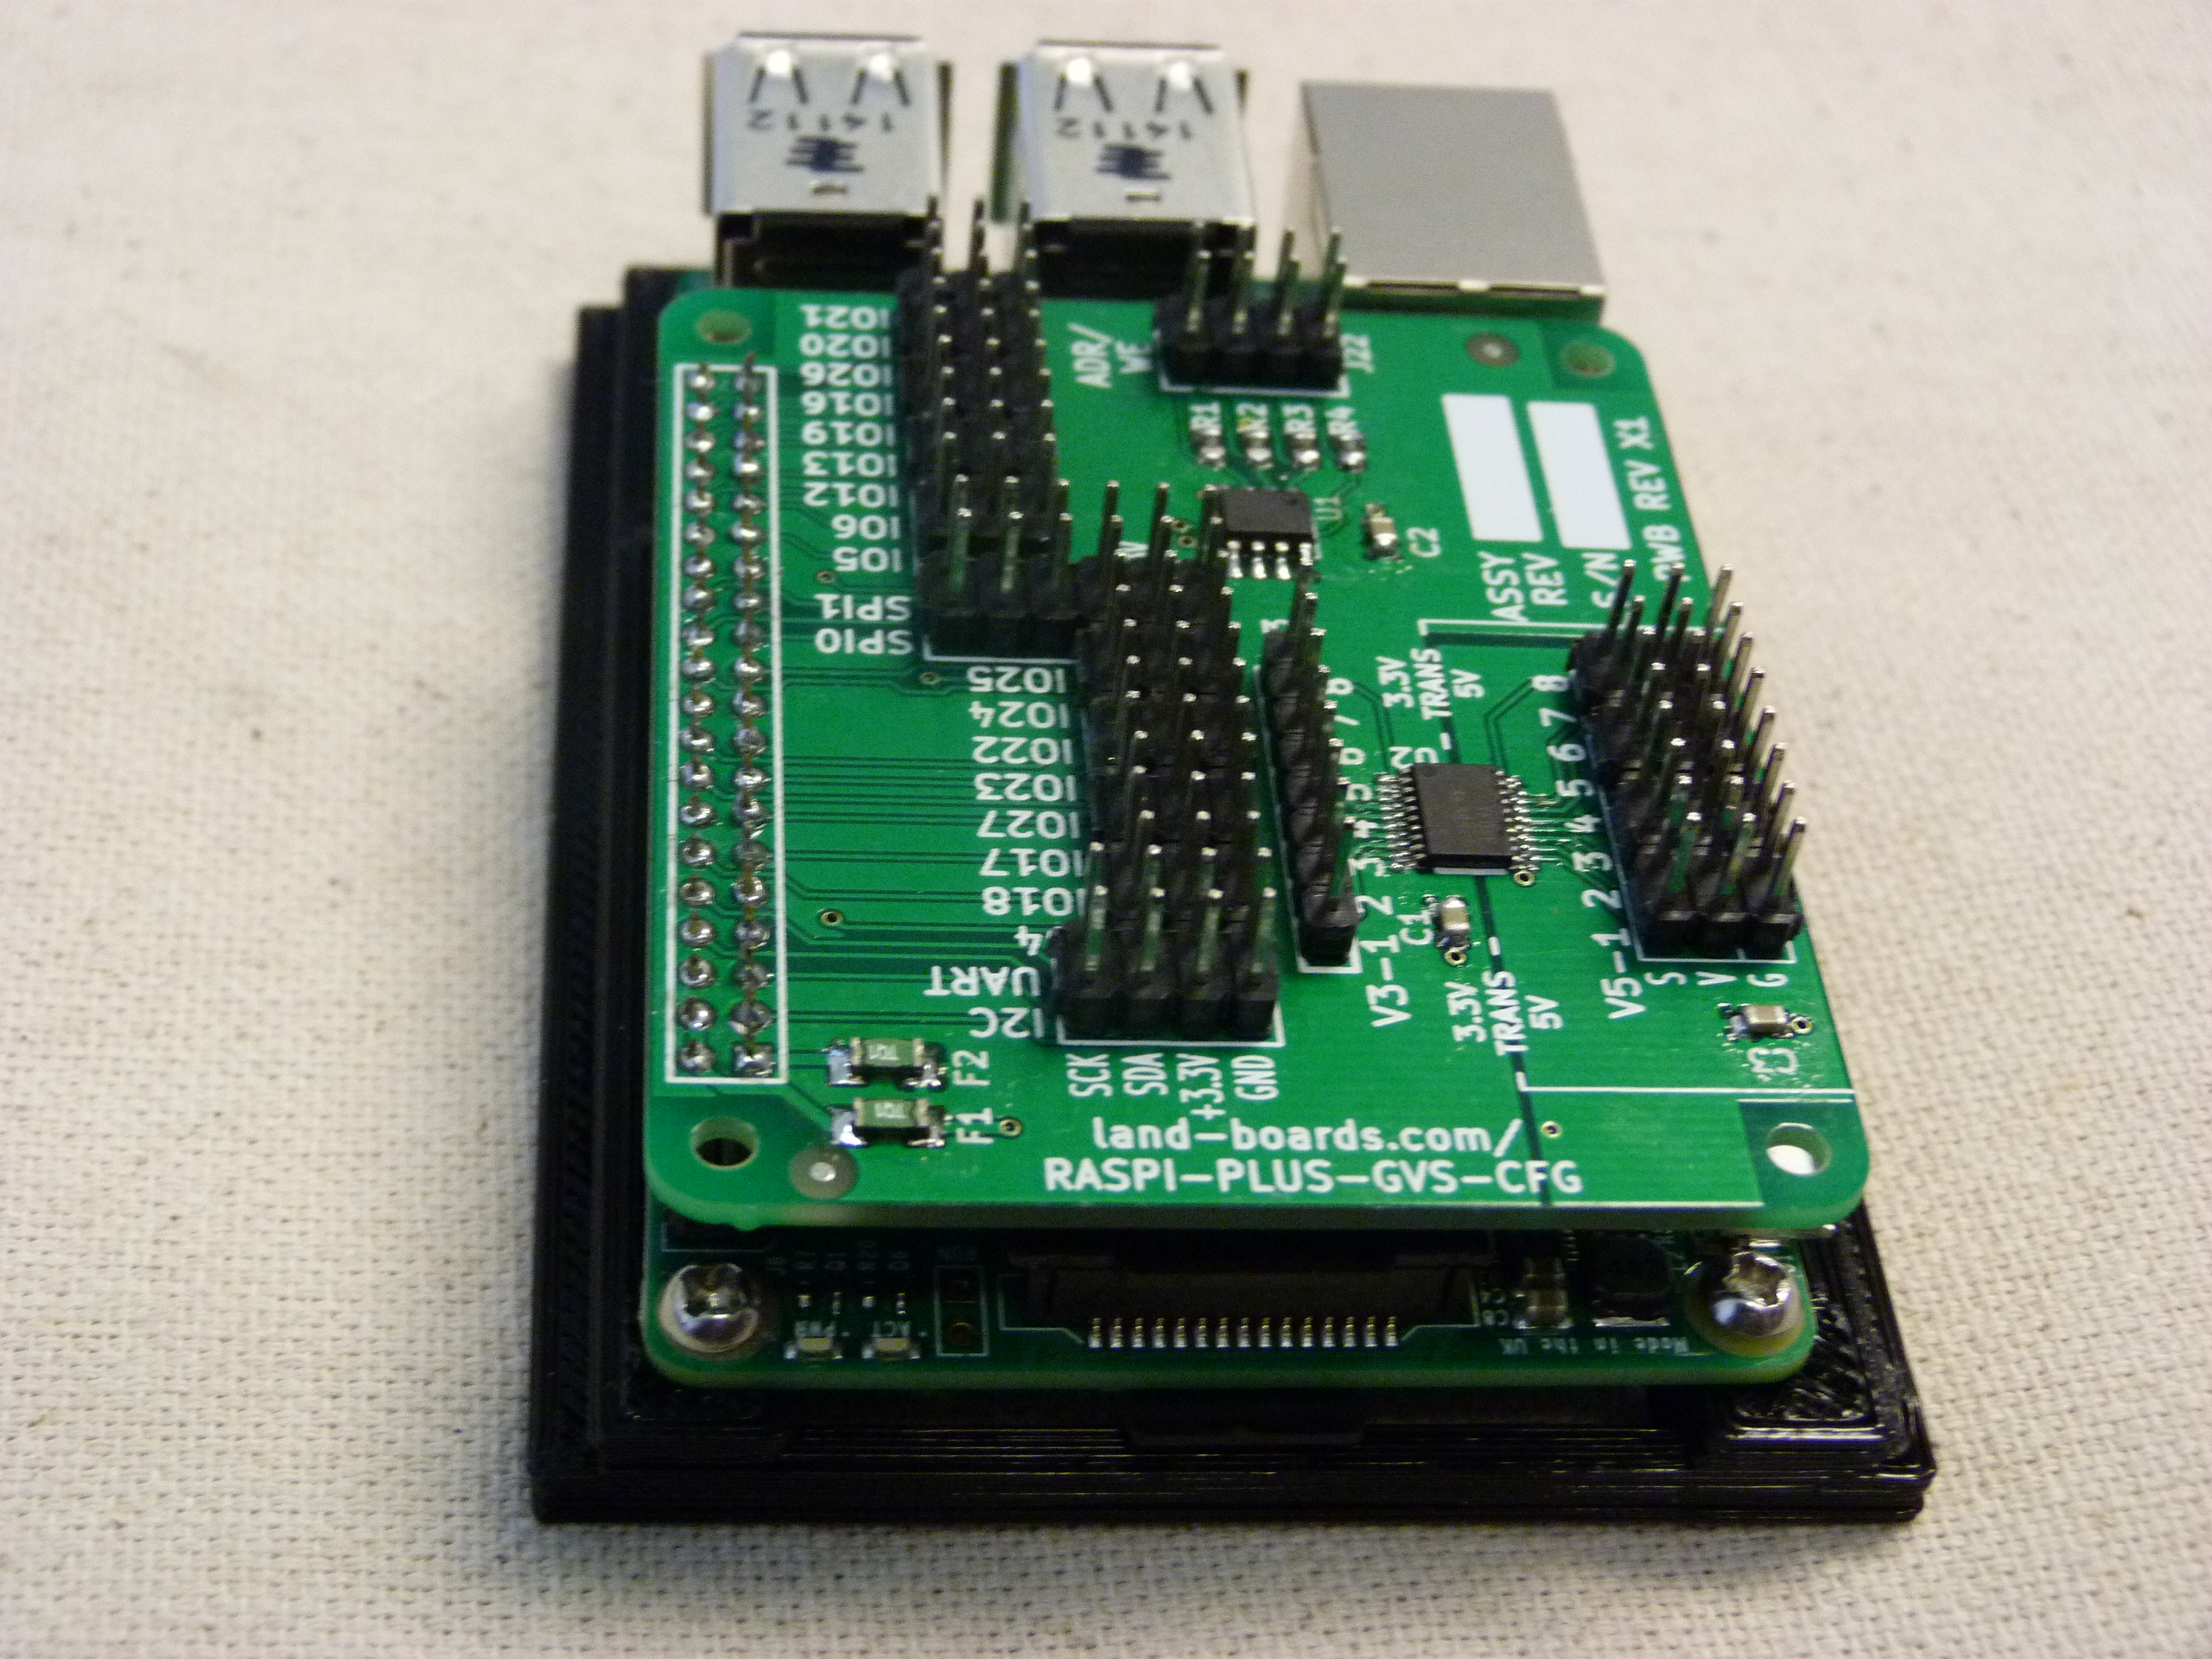 14112
1
14112
1
IO21
IO20
IO26
IO16
IO19
IO13
IO12
IO6
IO5
SPI1
SPI0
ADR/
J22
R1
R2
R3
R4
U1
C2
ASSY
REV
S/N
PWB REV X1
IO25
IO24
IO22
IO23
IO27
IO17
IO18
UART
I2C
3.3V
TRANS
5V
8
7
6
5
4
3
2
V5-1
S
V
G
V3-1 2 3
C1
3.3V
TRANS
5V
C3
F2
F1
SCK
SDA
+3.3V
GND
land-boards.com/
RASPI-PLUS-GVS-CFG
PWR
ACT
Made in the UK